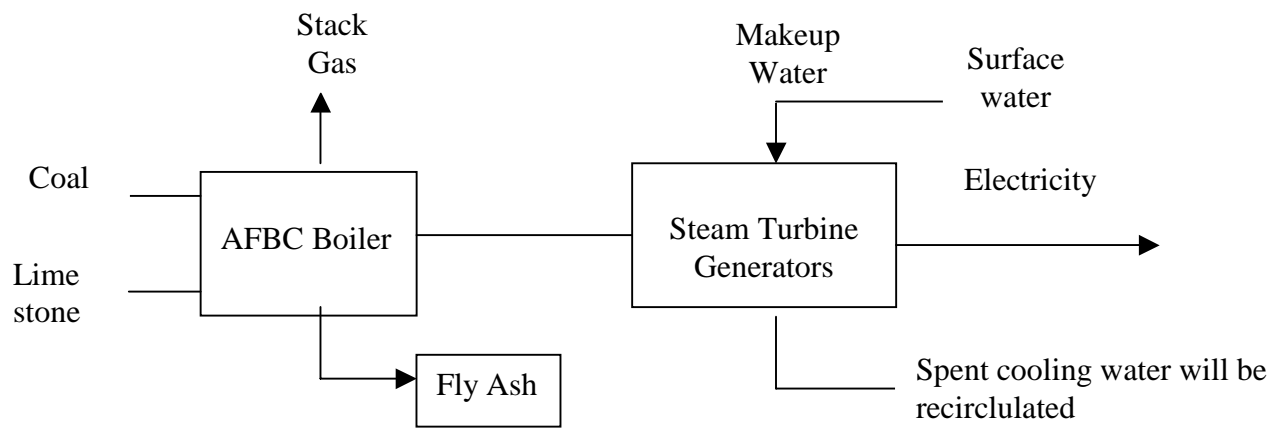 Stack
Gas
Makeup
Water
Surface
water
Coal
Electricity
AFBC Boiler
Steam Turbine
Generators
Lime
stone
Fly Ash
Spent cooling water will be
recirclulated